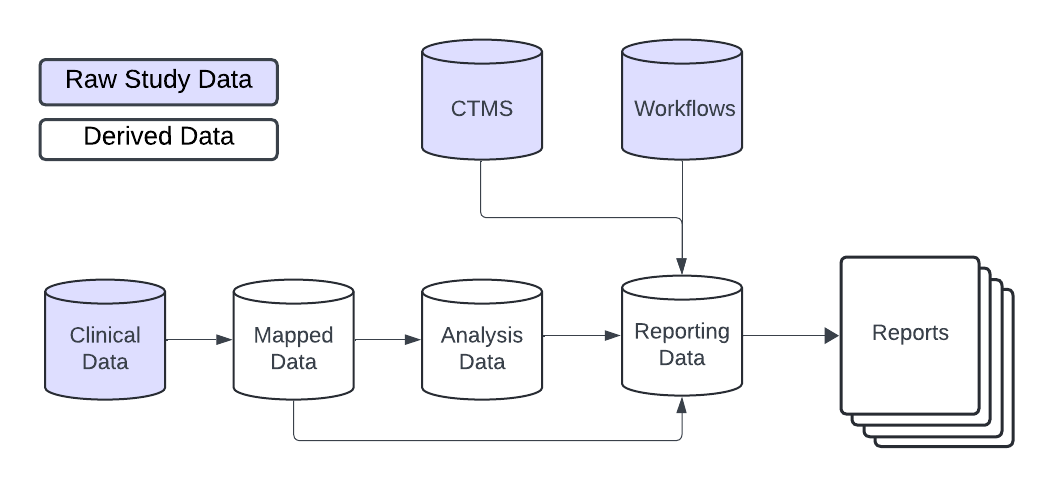 Raw Study Data
Derived Data
CTMS
Workflows
Clinical
Data
Mapped
Data
Analysis
Data
Reporting
Data
Reports